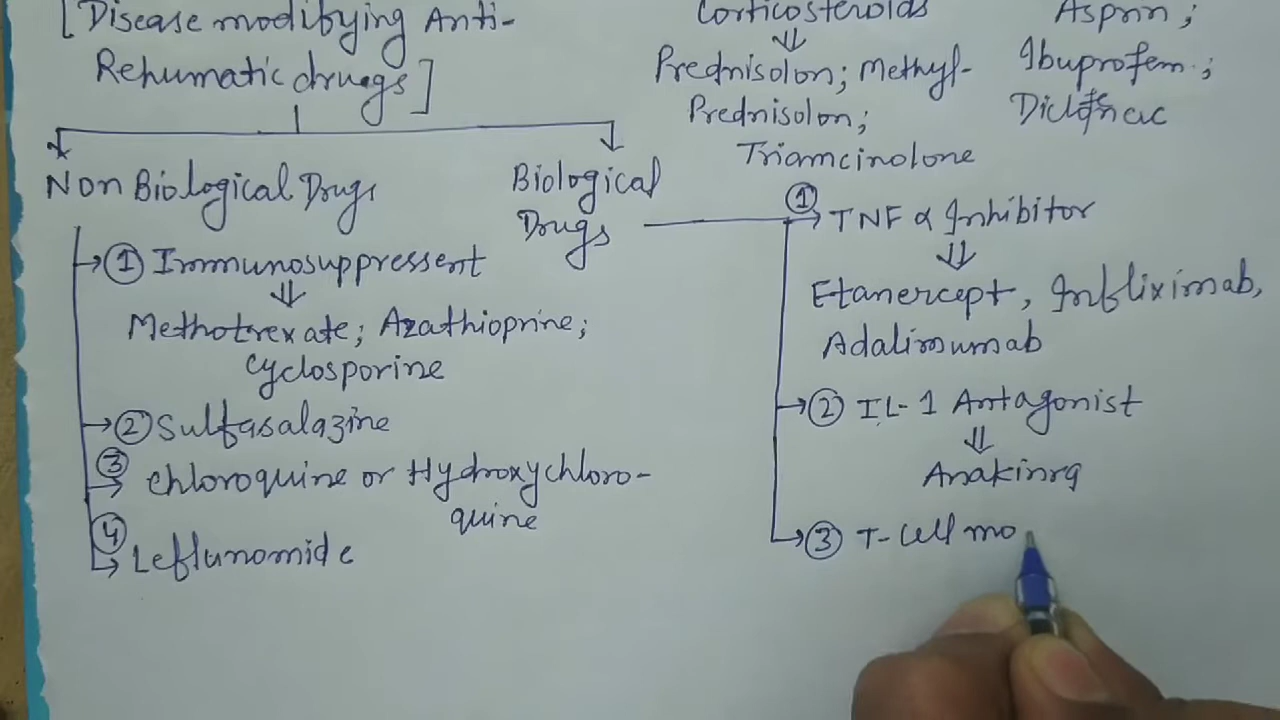 [Disease modifying Anti-
Rehumatic drugs]
Corticosteroids
⇓
Prednisolon; Methyl-
Prednisolon;
Triamcinolone
Asprin;
Ibuprofem;
Diclofenac
Non Biological Drugs
① Immunosuppressent
⇓
Methotrexate; Azathioprine;
Cyclosporine
② Sulfasalazine
③ Chloroquine or Hydroxychloro-
quine
④ Leflunomide
Biological
Drugs
① TNF α Inhibitor
⇓
Etanercept, Infliximab,
Adalimumab
② IL-1 Antagonist
⇓
Anakinra
③ T-Cell mo